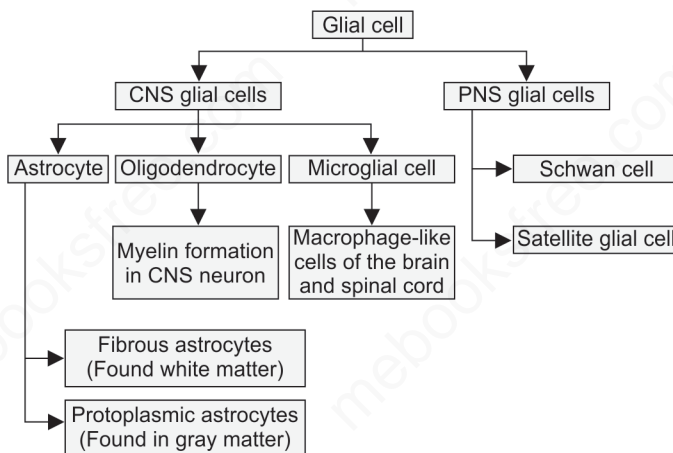 Glial cell
CNS glial cells
PNS glial cells
Astrocyte
Oligodendrocyte
Microglial cell
Schwan cell
Myelin formation
in CNS neuron
Macrophage-like
cells of the brain
and spinal cord
Satellite glial cell
Fibrous astrocytes
(Found white matter)
Protoplasmic astrocytes
(Found in gray matter)